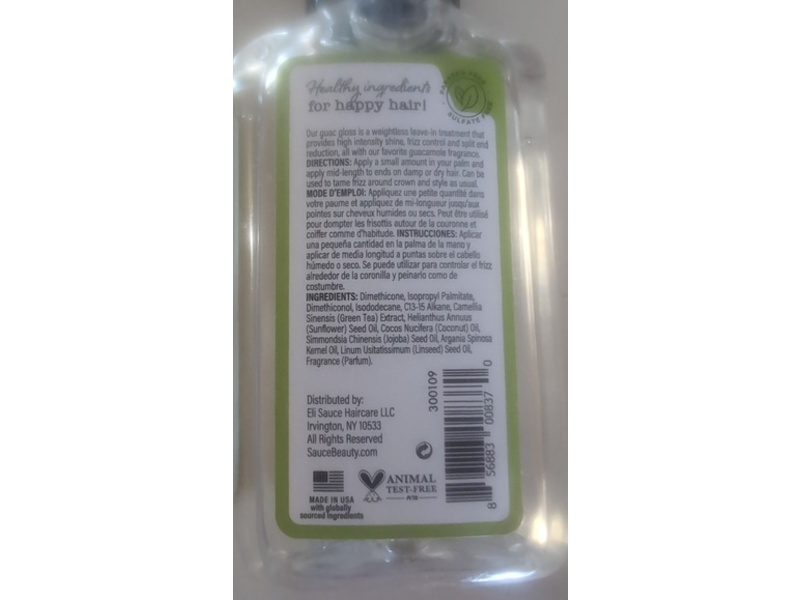 Healthy ingredients
for happy hair!
PARABEN FREE
SULFATE FREE
Our guac gloss is a weightless leave-in treatment that
provides high intensity shine, frizz control and split end
reduction, all with our favorite guacamole fragrance.
DIRECTIONS: Apply a small amount in your palm and
apply mid-length to ends on damp or dry hair. Can be
used to tame frizz around crown and style as usual.
MODE D'EMPLOI: Appliquez une petite quantité dans
votre paume et appliquez de mi-longueur jusqu'aux
pointes sur cheveux humides ou secs. Peut être utilisé
pour dompter les frisottis autour de la couronne et
coiffer comme d'habitude. INSTRUCCIONES: Aplicar
una pequeña cantidad en la palma de la mano y
aplicar de media longitud a puntas sobre el cabello
húmedo o seco. Se puede utilizar para controlar el frizz
alrededor de la coronilla y peinarlo como de
costumbre.
INGREDIENTS: Dimethicone, Isopropyl Palmitate,
Dimethiconol, Isododecane, C13-15 Alkane, Camellia
Sinensis (Green Tea) Extract, Helianthus Annuus
(Sunflower) Seed Oil, Cocos Nucifera (Coconut) Oil,
Simmondsia Chinensis (Jojoba) Seed Oil, Argania Spinosa
Kernel Oil, Linum Usitatissimum (Linseed) Seed Oil,
Fragrance (Parfum).
Distributed by:
Eli Sauce Haircare LLC
Irvington, NY 10533
All Rights Reserved
SauceBeauty.com
300109
8 56883 00837 0
MADE IN USA
with globally
sourced ingredients
ANIMAL
TEST-FREE